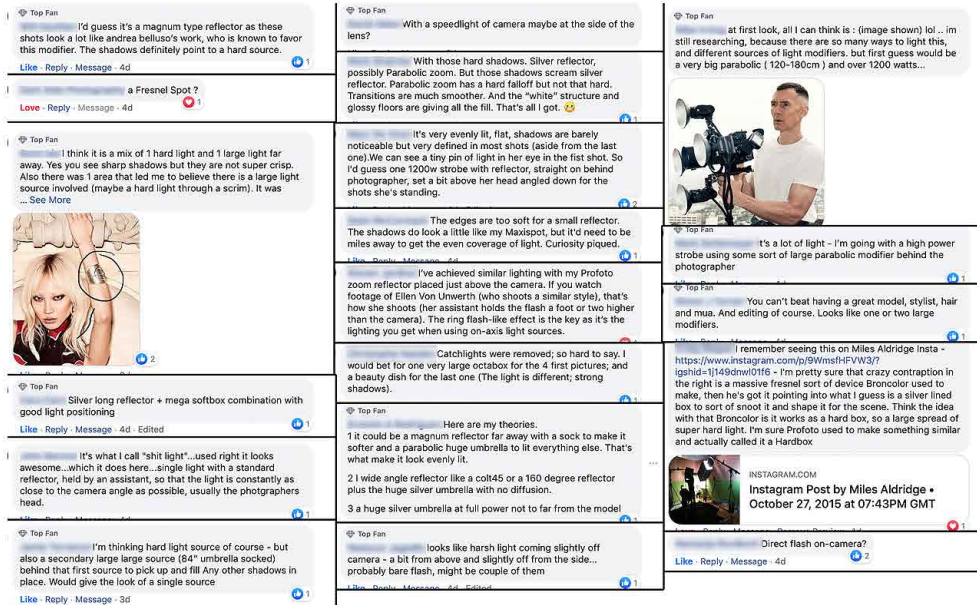 Top Fan
I'd guess it's a magnum type reflector as these
shots look a lot like andrea belluso's work, who is known to favor
this modifier. The shadows definitely point to a hard source.
Like · Reply · Message · 4d
1
a Fresnel Spot ?
Love · Reply · Message · 4d
1
Top Fan
I think it is a mix of 1 hard light and 1 large light far
away. Yes you see sharp shadows but they are not super crisp.
Also there was 1 area that led me to believe there is a large light
source involved (maybe a hard light through a scrim). It was
... See More
2
Top Fan
Silver long reflector + mega softbox combination with
good light positioning
Like · Reply · Message · 4d · Edited
1
It's what I call "shit light"...used right it looks
awesome...which it does here...single light with a standard
reflector, held by an assistant, so that the light is constantly as
close to the camera angle as possible, usually the photgraphers
head.
Like · Reply · Message · 4d
1
Top Fan
I'm thinking hard light source of course - but
also a secondary large large source (84" umbrella socked)
behind that first source to pick up and fill Any other shadows in
place. Would give the look of a single source
Like · Reply · Message · 3d
1
Top Fan
With a speedlight of camera maybe at the side of the
lens?
With those hard shadows. Silver reflector,
possibly Parabolic zoom. But those shadows scream silver
reflector. Parabolic zoom has a hard falloff but not that hard.
Transitions are much smoother. And the "white" structure and
glossy floors are giving all the fill. That's all I got. 😬
1
It's very evenly lit, flat, shadows are barely
noticeable but very defined in most shots (aside from the last
one).We can see a tiny pin of light in her eye in the fist shot. So
I'd guess one 1200w strobe with reflector, straight on behind
photographer, set a bit above her head angled down for the
shots she's standing.
2
The edges are too soft for a small reflector.
The shadows do look a little like my Maxispot, but it'd need to be
miles away to get the even coverage of light. Curiosity piqued.
Like · Reply · Message · 4d
1
I've achieved similar lighting with my Profoto
zoom reflector placed just above the camera. If you watch
footage of Ellen Von Unwerth (who shoots a similar style), that's
how she shoots (her assistant holds the flash a foot or two higher
than the camera). The ring flash-like effect is the key as it's the
lighting you get when using on-axis light sources.
Catchlights were removed; so hard to say. I
would bet for one very large octabox for the 4 first pictures; and
a beauty dish for the last one (The light is different; strong
shadows).
1
Top Fan
Here are my theories.
1 it could be a magnum reflector far away with a sock to make it
softer and a parabolic huge umbrella to lit everything else. That's
what make it look evenly lit.
2 I wide angle reflector like a colt45 or a 160 degree reflector
plus the huge silver umbrella with no diffusion.
3 a huge silver umbrella at full power not to far from the model
1
Top Fan
looks like harsh light coming slightly off
camera - a bit from above and slightly off from the side...
probably bare flash, might be couple of them
Like · Reply · Message · 4d · Edited
1
Top Fan
at first look, all I can think is : (image shown) lol .. im
still researching, because there are so many ways to light this,
and different sources of light modifiers. but first guess would be
a very big parabolic ( 120-180cm ) and over 1200 watts...
Top Fan
It's a lot of light - I'm going with a high power
strobe using some sort of large parabolic modifier behind the
photographer
1
Top Fan
You can't beat having a great model, stylist, hair
and mua. And editing of course. Looks like one or two large
modifiers.
1
I remember seeing this on Miles Aldridge Insta -
https://www.instagram.com/p/9WmsfHFVW3/?
igshid=1j149dnwl01f6 - I'm pretty sure that crazy contraption in
the right is a massive fresnel sort of device Broncolor used to
make, then he's got it pointing into what I guess is a silver lined
box to sort of snoot it and shape it for the scene. Think the idea
with that Broncolor is it works as a hard box, so a large spread of
super hard light. I'm sure Profoto used to make something similar
and actually called it a Hardbox
INSTAGRAM.COM
Instagram Post by Miles Aldridge •
October 27, 2015 at 07:43PM GMT
1
Direct flash on-camera?
Like · Reply · Message · 4d
2